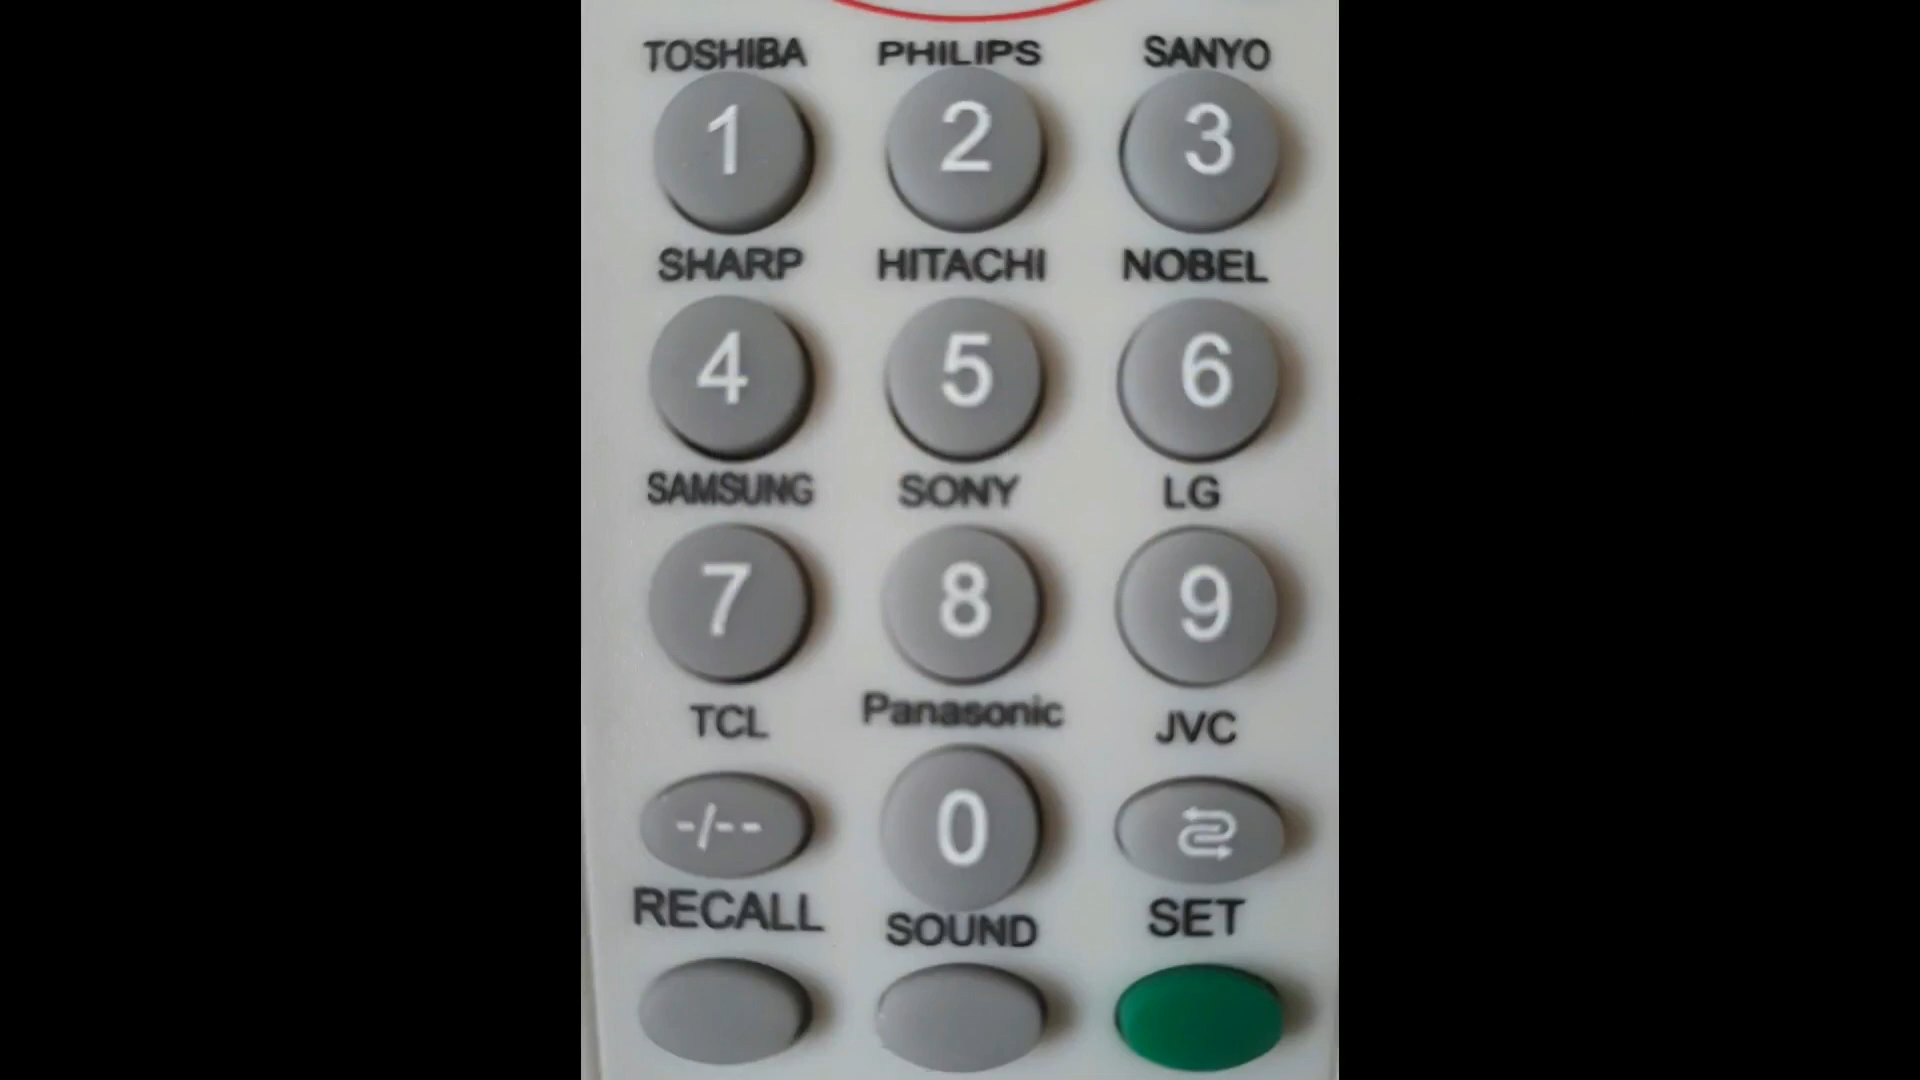 TOSHIBA PHILIPS SANYO
1 2 3
SHARP HITACHI NOBEL
4 5 6
SAMSUNG SONY LG
7 8 9
TCL Panasonic JVC
-/-- 0
RECALL SOUND SET